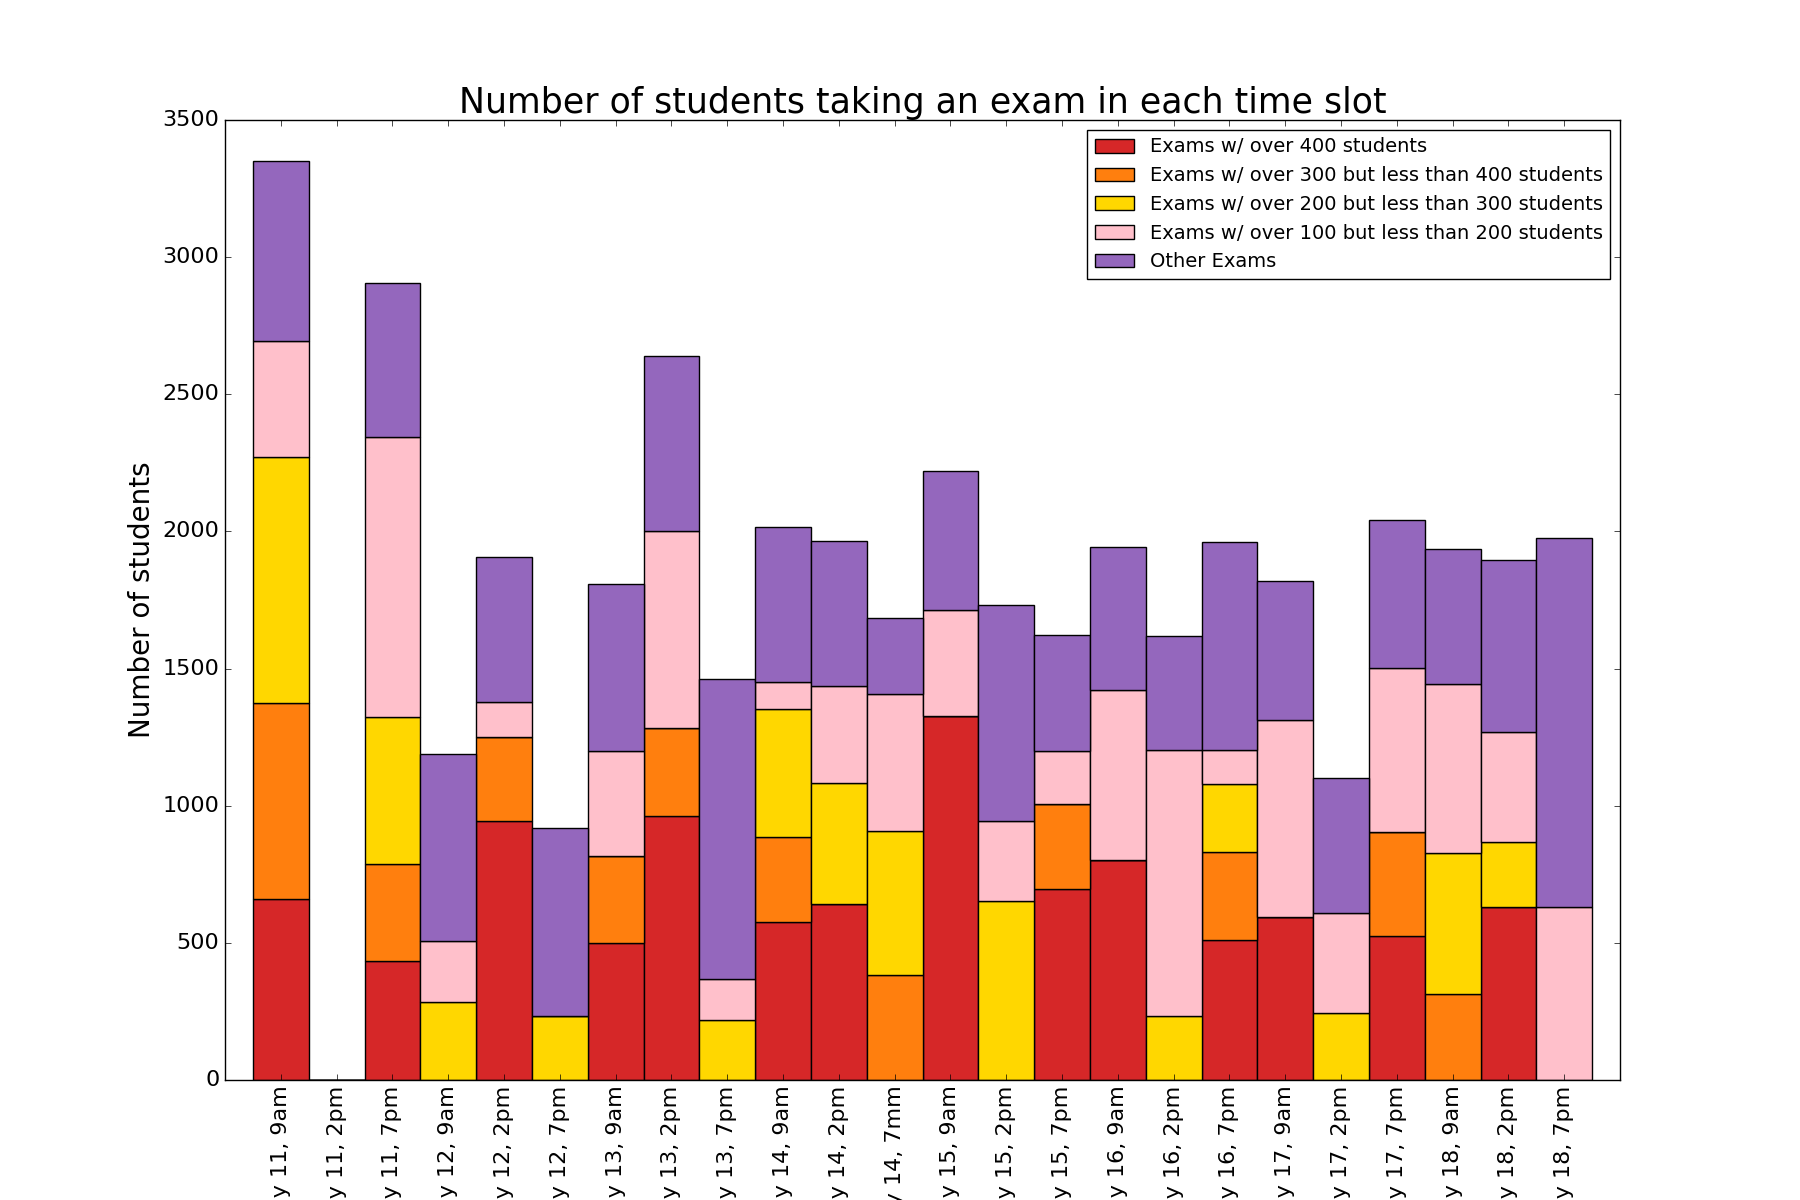 Number of students taking an exam in each time slot
Exams w/ over 400 students
Exams w/ over 300 but less than 400 students
Exams w/ over 200 but less than 300 students
Exams w/ over 100 but less than 200 students
Other Exams
3500
3000
2500
2000
1500
1000
500
0
Number of students
y 11, 9am
y 11, 2pm
y 11, 7pm
y 12, 9am
y 12, 2pm
y 12, 7pm
y 13, 9am
y 13, 2pm
y 13, 7pm
y 14, 9am
y 14, 2pm
y 14, 7mm
y 15, 9am
y 15, 2pm
y 15, 7pm
y 16, 9am
y 16, 2pm
y 16, 7pm
y 17, 9am
y 17, 2pm
y 17, 7pm
y 18, 9am
y 18, 2pm
y 18, 7pm